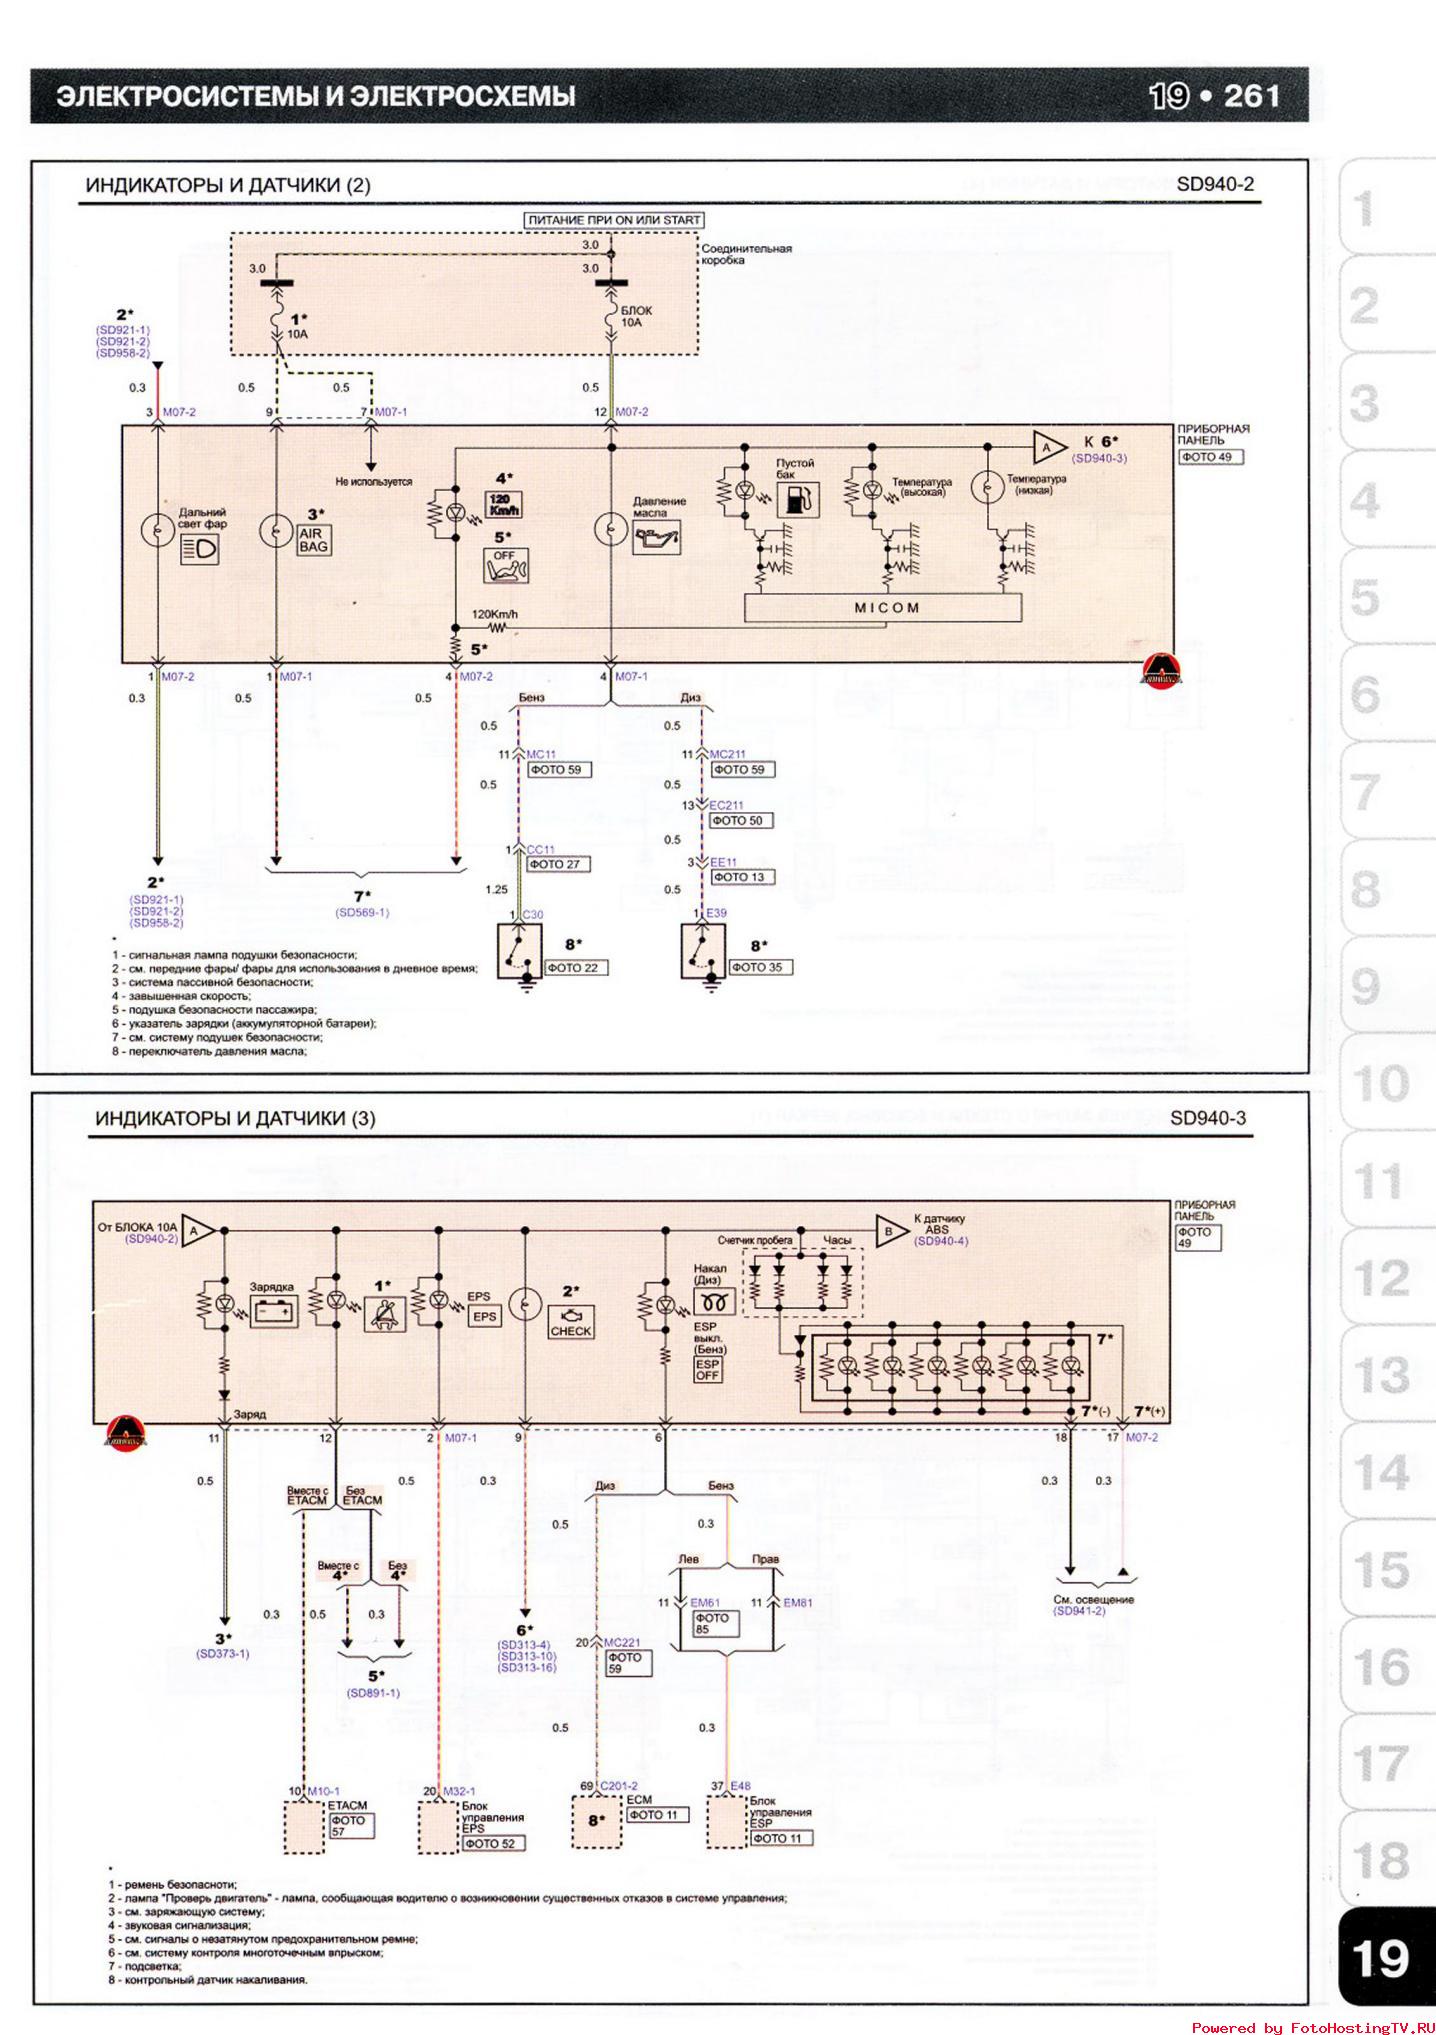 ЭЛЕКТРОСИСТЕМЫ И ЭЛЕКТРОСХЕМЫ
19 • 261
ИНДИКАТОРЫ И ДАТЧИКИ (2)
SD940-2
ПИТАНИЕ ПРИ ON ИЛИ START
3.0
Соединительная
коробка
3.0
3.0
1*
10A
БЛОК
10A
2*
(SD921-1)
(SD921-2)
(SD958-2)
0.3
0.5
0.5
0.5
3 M07-2
9
7 M07-1
12 M07-2
ПРИБОРНАЯ
ПАНЕЛЬ
ФОТО 49
A
К 6*
(SD940-3)
Не используется
Дальний
свет фар
3*
AIR
BAG
4*
120
Km/h
5*
OFF
Давление
масла
Пустой
бак
Температура
(высокая)
Температура
(низкая)
MICOM
120Km/h
5*
1 M07-2
1 M07-1
4 M07-2
4 M07-1
0.3
0.5
0.5
Бенз
Диз
0.5
0.5
11 MC11
ФОТО 59
11 MC211
ФОТО 59
0.5
0.5
13 EC211
ФОТО 50
0.5
1 CC11
ФОТО 27
3 EE11
ФОТО 13
1.25
0.5
1 C30
1 E39
8*
ФОТО 22
8*
ФОТО 35
2*
(SD921-1)
(SD921-2)
(SD958-2)
7*
(SD569-1)
*
1 - сигнальная лампа подушки безопасности;
2 - см. передние фары/ фары для использования в дневное время;
3 - система пассивной безопасности;
4 - завышенная скорость;
5 - подушка безопасности пассажира;
6 - указатель зарядки (аккумуляторной батареи);
7 - см. систему подушек безопасности;
8 - переключатель давления масла;
ИНДИКАТОРЫ И ДАТЧИКИ (3)
SD940-3
От БЛОКА 10A
(SD940-2)
A
B
К датчику
ABS
(SD940-4)
ПРИБОРНАЯ
ПАНЕЛЬ
ФОТО
49
Счетчик пробега
Часы
Зарядка
1*
EPS
EPS
2*
CHECK
Накал
(Диз)
ESP
выкл.
(Бенз)
ESP
OFF
7*
7*(-)
7*(+)
Заряд
11
12
2 M07-1
9
6
18
17 M07-2
0.5
0.5
0.3
0.3
0.3
Вместе с
ETACM
Без
ETACM
Диз
Бенз
0.5
0.3
Вместе с
4*
Без
4*
Лев
Прав
11 EM61
ФОТО
85
11 EM81
См. освещение
(SD941-2)
0.3
0.5
0.3
3*
(SD373-1)
5*
(SD891-1)
6*
(SD313-4)
(SD313-10)
(SD313-16)
20 MC221
ФОТО
59
0.5
0.3
10 M10-1
20 M32-1
69 C201-2
37 E48
ETACM
ФОТО
57
Блок
управления
EPS
ФОТО 52
8*
ECM
ФОТО 11
Блок
управления
ESP
ФОТО 11
*
1 - ремень безопасноти;
2 - лампа "Проверь двигатель" - лампа, сообщающая водителю о возникновении существенных отказов в системе управления;
3 - см. заряжающую систему;
4 - звуковая сигнализация;
5 - см. сигналы о незатянутом предохранительном ремне;
6 - см. систему контроля многоточечным впрыском;
7 - подсветка;
8 - контрольный датчик накаливания.
1
2
3
4
5
6
7
8
9
10
11
12
13
14
15
16
17
18
19
Powered by FotoHostingTV.RU